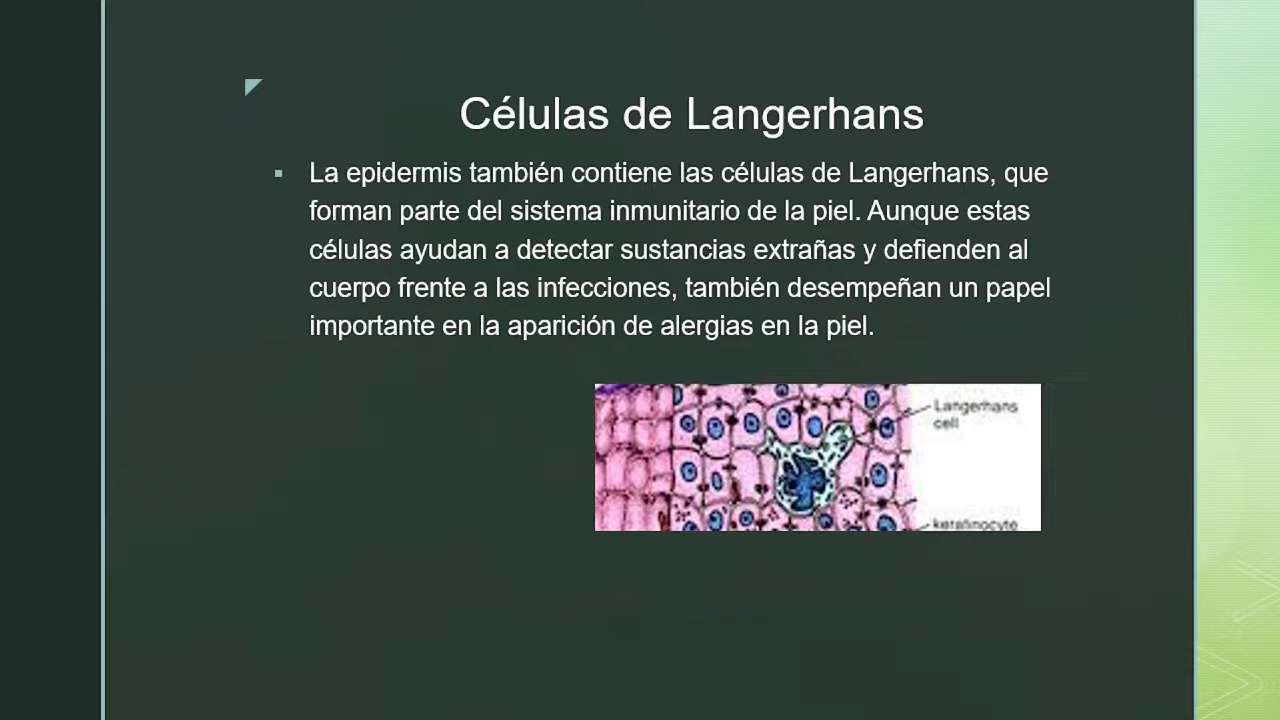 Células de Langerhans
La epidermis también contiene las células de Langerhans, que
forman parte del sistema inmunitario de la piel. Aunque estas
células ayudan a detectar sustancias extrañas y defienden al
cuerpo frente a las infecciones, también desempeñan un papel
importante en la aparición de alergias en la piel.
Langerhans
cell
keratinocyte